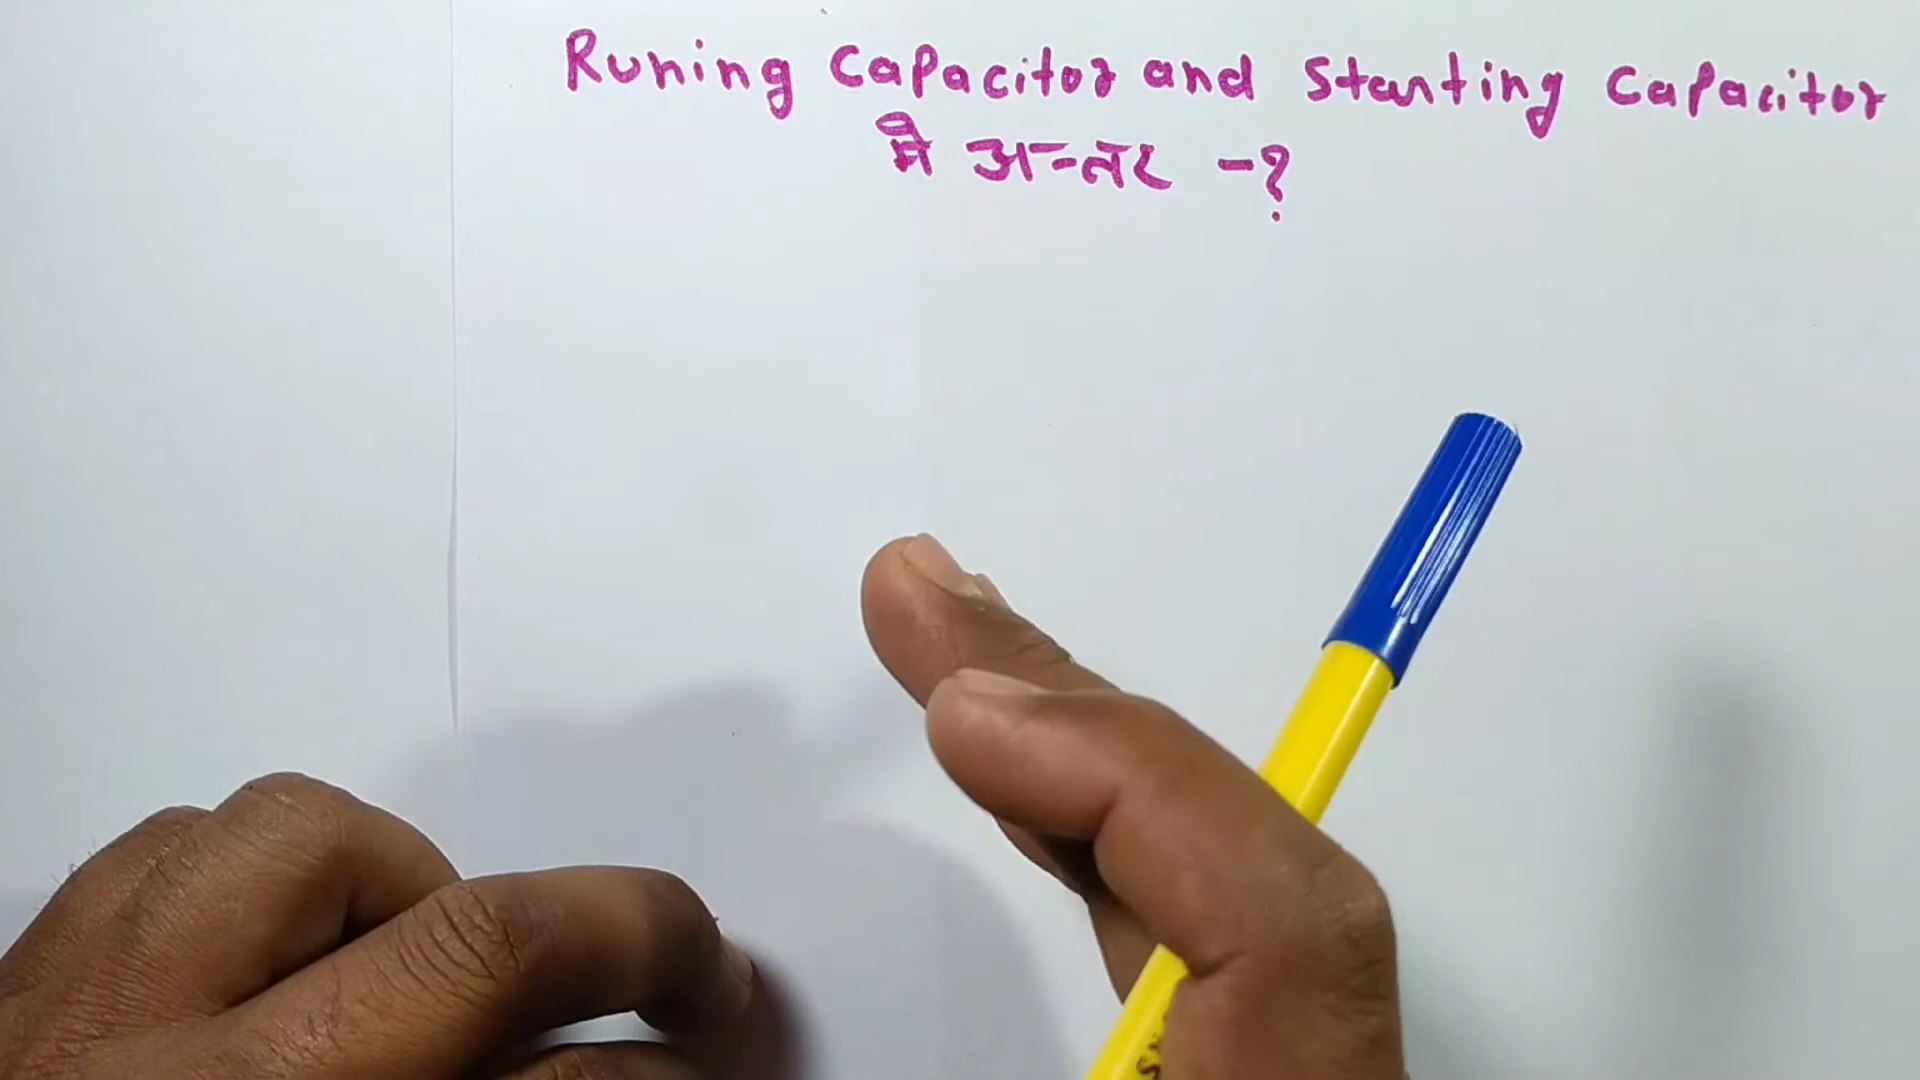 Runing Capacitor and Starting Capacitor
में अन्तर -?